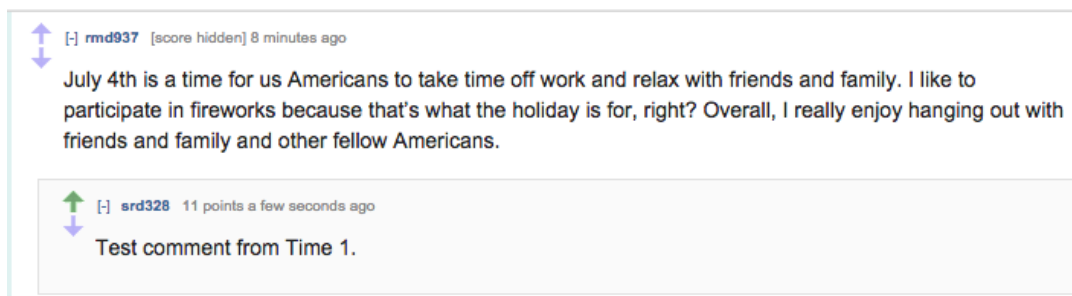 [-] rmd937 [score hidden] 8 minutes ago
July 4th is a time for us Americans to take time off work and relax with friends and family. I like to
participate in fireworks because that's what the holiday is for, right? Overall, I really enjoy hanging out with
friends and family and other fellow Americans.
[-] srd328 11 points a few seconds ago
Test comment from Time 1.